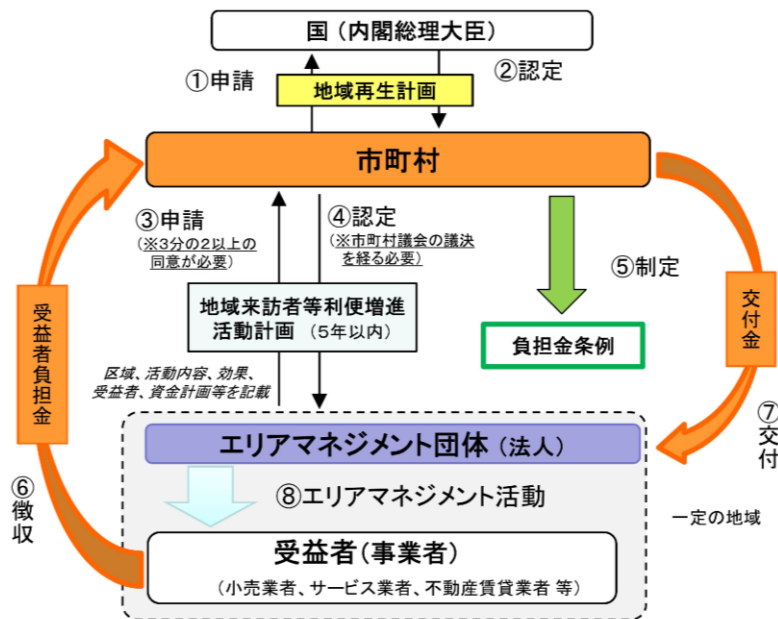 国（内閣総理大臣）
①申請
②認定
地域再生計画
市町村
③申請
（※3分の2以上の
同意が必要）
④認定
（※市町村議会の議決
を経る必要）
⑤制定
地域来訪者等利便増進
活動計画 （5年以内）
負担金条例
受益者負担金
交付金
区域、活動内容、効果、
受益者、資金計画等を記載
エリアマネジメント団体（法人）
⑦交付
⑥徴収
⑧エリアマネジメント活動
一定の地域
受益者（事業者）
（小売業者、サービス業者、不動産賃貸業者 等）